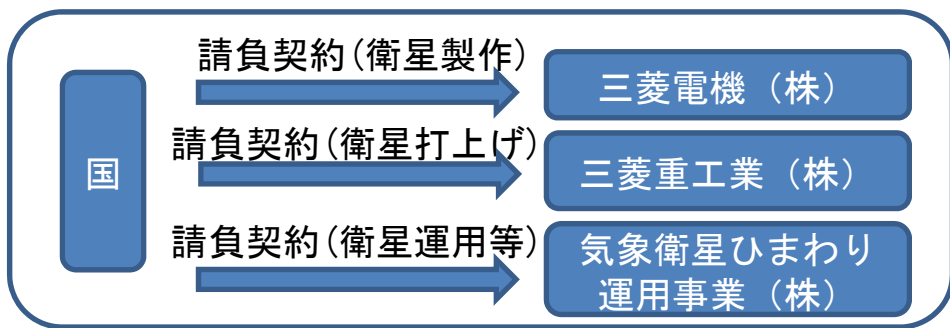 請負契約（衛星製作）
三菱電機（株）
請負契約（衛星打上げ）
国
三菱重工業（株）
請負契約（衛星運用等）
気象衛星ひまわり
運用事業（株）